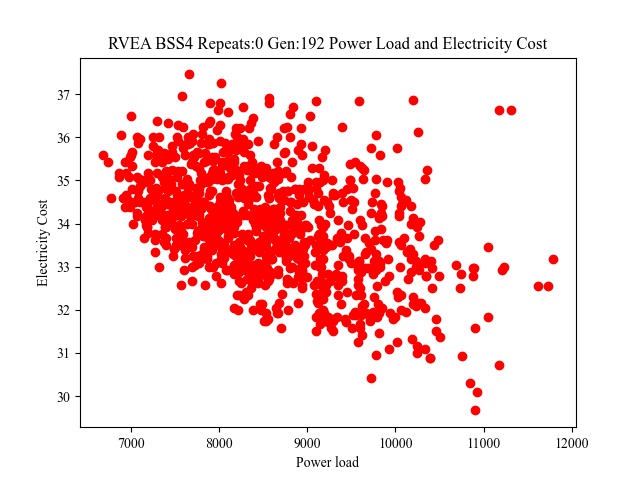 RVEA BSS4 Repeats:0 Gen:192 Power Load and Electricity Cost
37
36
35
34
33
32
31
30
Electricity Cost
7000 8000 9000 10000 11000 12000
Power load